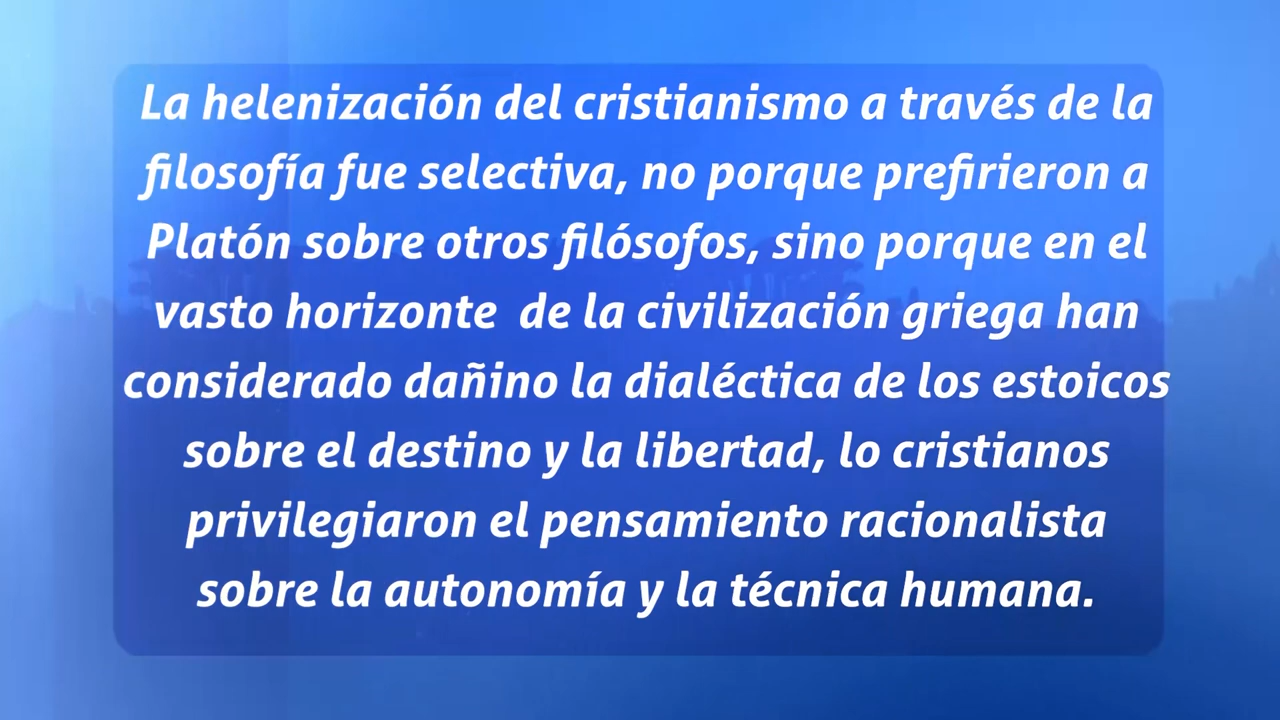 La helenización del cristianismo a través de la
filosofía fue selectiva, no porque prefirieron a
Platón sobre otros filósofos, sino porque en el
vasto horizonte  de la civilización griega han
considerado dañino la dialéctica de los estoicos
sobre el destino y la libertad, lo cristianos
privilegiaron el pensamiento racionalista
sobre la autonomía y la técnica humana.